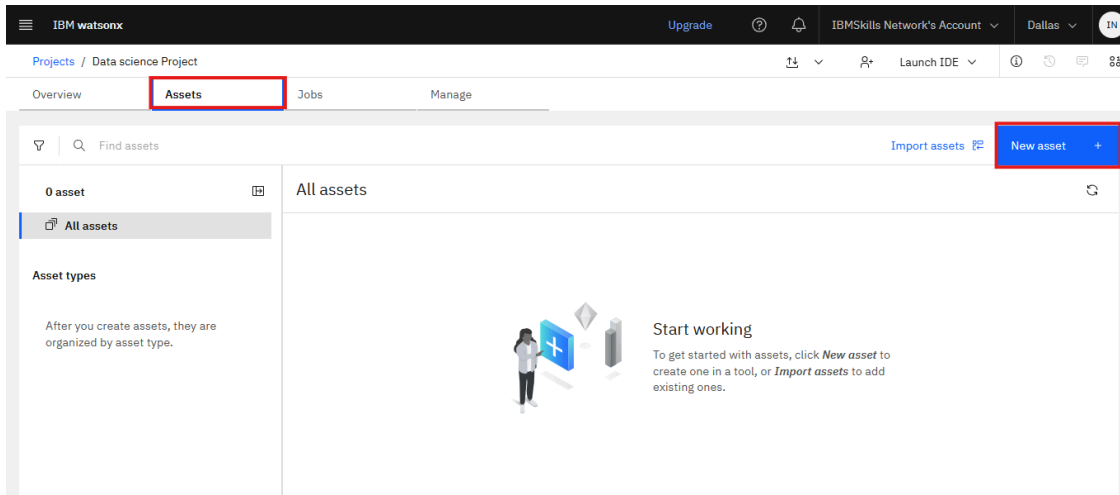 IBM watsonx
Upgrade
IBMSkills Network's Account
Dallas
IN
Projects / Data science Project
Launch IDE
Overview
Assets
Jobs
Manage
Find assets
Import assets
New asset +
0 asset
All assets
All assets
Asset types
After you create assets, they are
organized by asset type.
Start working
To get started with assets, click New asset to
create one in a tool, or Import assets to add
existing ones.